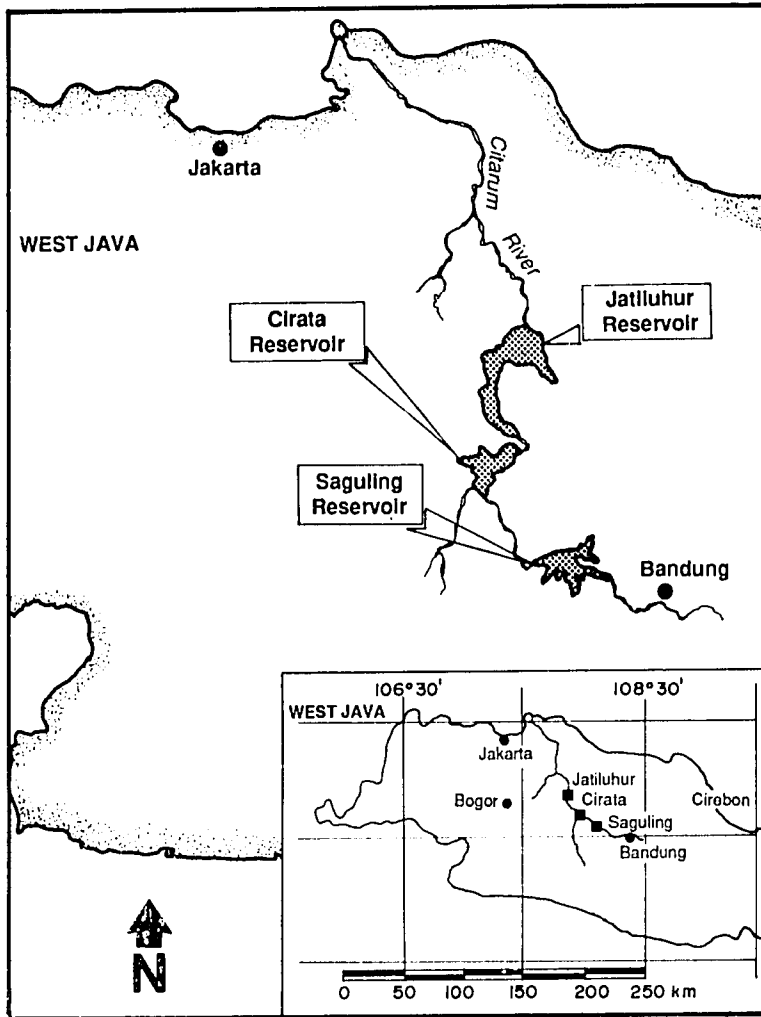 Jakarta
Citarum
River
WEST JAVA
Jatiluhur
Reservoir
Cirata
Reservoir
Saguling
Reservoir
Bandung
N
106°30'
108°30'
WEST JAVA
Jakarta
Jatiluhur
Bogor
Cirata
Cirebon
Saguling
Bandung
0 50 100 150 200 250 km